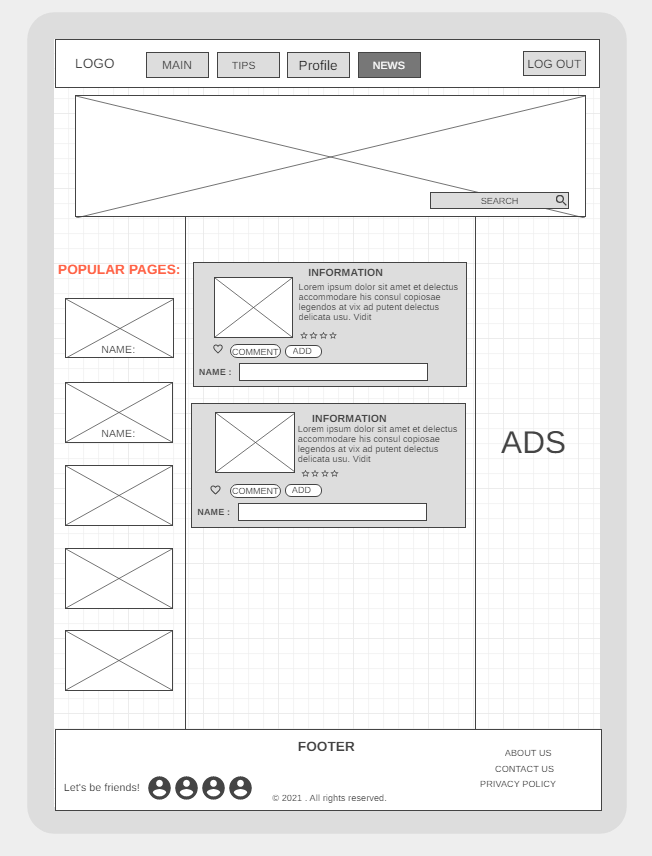 LOGO
MAIN
TIPS
Profile
NEWS
LOG OUT
SEARCH
POPULAR PAGES:
NAME:
NAME:
INFORMATION
Lorem ipsum dolor sit amet et delectus
accommodare his consul copiosae
legendos at vix ad putent delectus
delicata usu. Vidit
COMMENT
ADD
NAME :
INFORMATION
Lorem ipsum dolor sit amet et delectus
accommodare his consul copiosae
legendos at vix ad putent delectus
delicata usu. Vidit
COMMENT
ADD
NAME :
ADS
FOOTER
ABOUT US
CONTACT US
PRIVACY POLICY
Let's be friends!
© 2021 . All rights reserved.